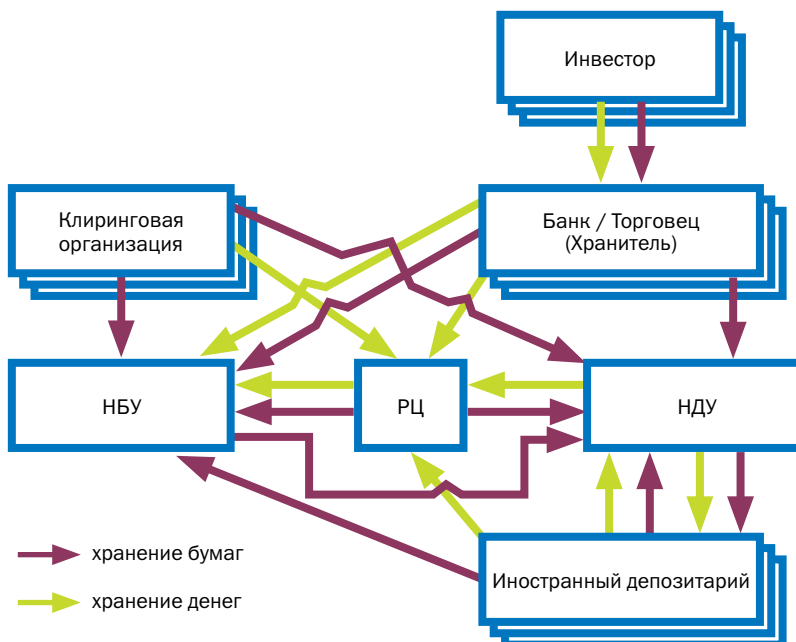 Инвестор
Клиринговая
организация
Банк / Торговец
(Хранитель)
НБУ
РЦ
НДУ
хранение бумаг
Иностранный депозитарий
хранение денег